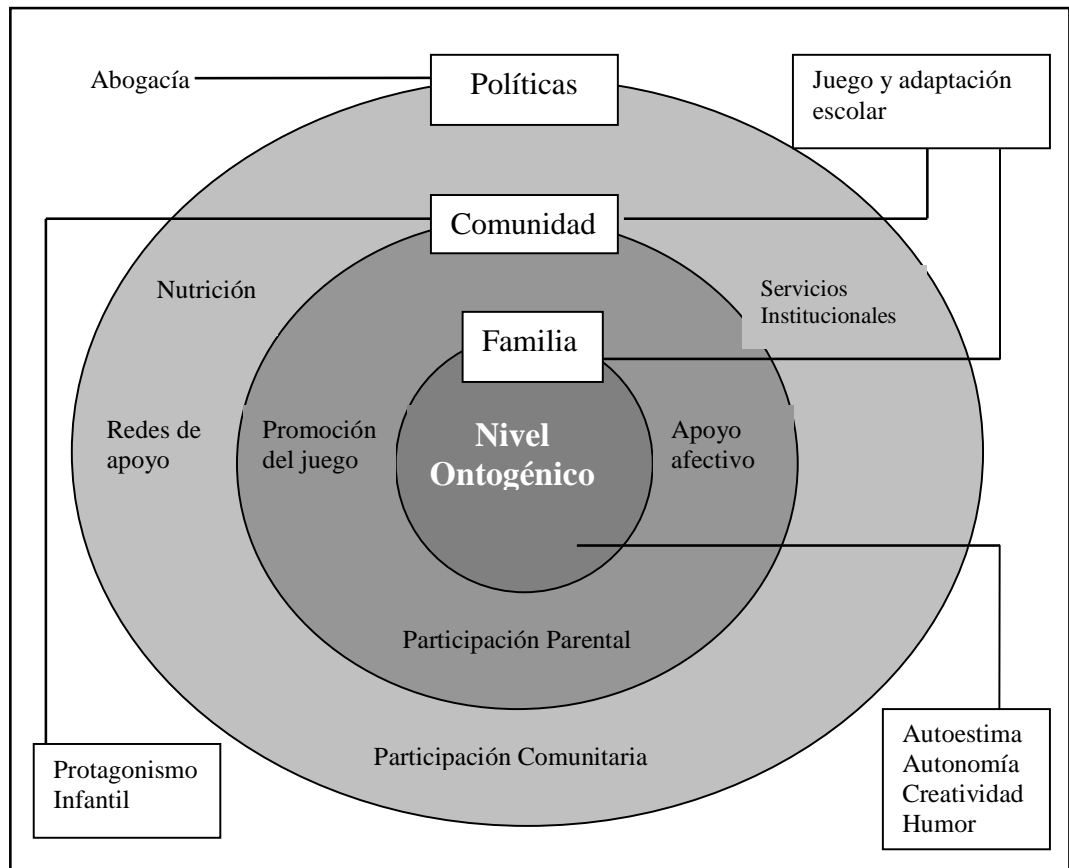 Abogacía
Políticas
Juego y adaptación
escolar
Comunidad
Nutrición
Servicios
Institucionales
Familia
Redes de
apoyo
Promoción
del juego
Nivel
Ontogénico
Apoyo
afectivo
Participación Parental
Participación Comunitaria
Protagonismo
Infantil
Autoestima
Autonomía
Creatividad
Humor